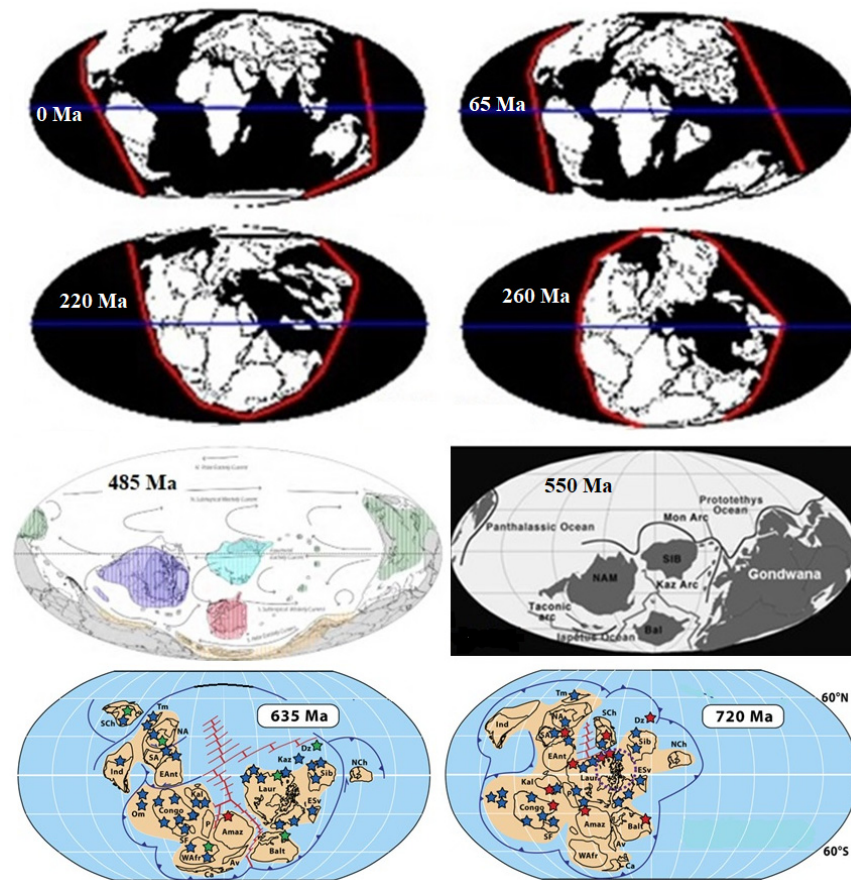 0 Ma
65 Ma
220 Ma
260 Ma
485 Ma
550 Ma
Panthalassic Ocean
Mon Arc
Prototethys
Ocean
NAM
SIB
Kaz Arc
Gondwana
Taconic
arc
Iapetus Ocean
Bal
635 Ma
SCh
Tm
NA
SA
Ind
EAnt
Kaz
Dz
Sib
NCh
Laur
ESv
Kal
Om
Congo
P
Amaz
WAfr
Av
Ca
Balt
720 Ma
60°N
Tm
SCh
Dz
Ind
NA
SA
Sib
NCh
EAnt
ESv
Kal
Laur
Congo
P
SF
Amaz
Balt
WAfr
Av
Ca
60°S